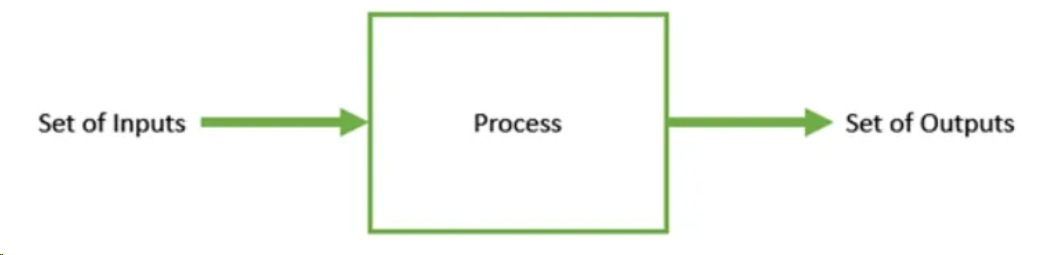 Set of Inputs
Process
Set of Outputs